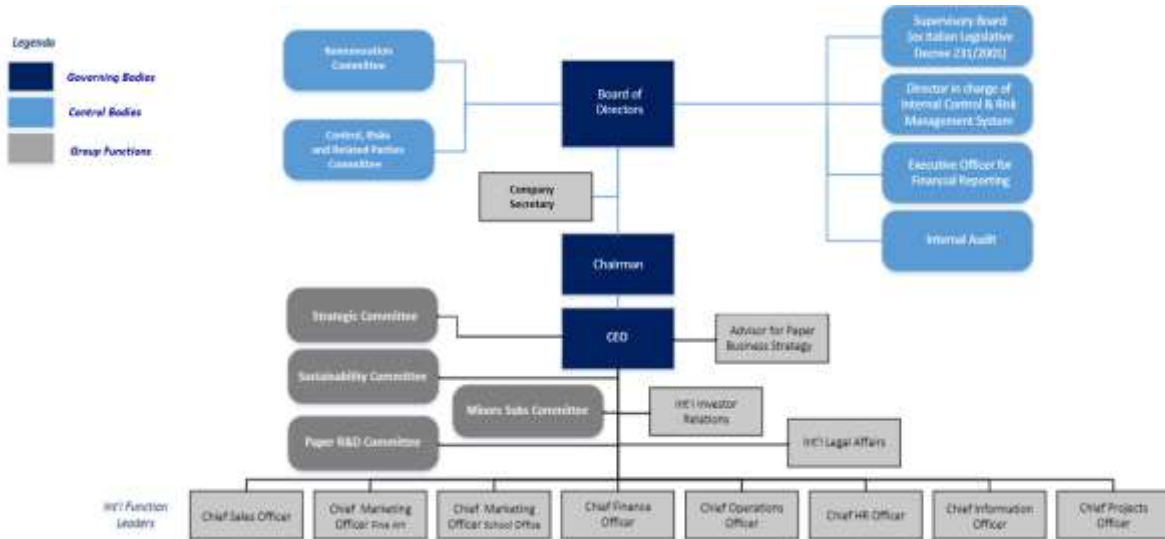 Legenda
Governing Bodies
Control Bodies
Group Functions
Remuneration
Committee
Control, Risks
and Related Parties
Committee
Board of
Directors
Supervisory Board
(ex Italian Legislative
Decree 231/2001)
Director in charge of
Internal Control & Risk
Management System
Executive Officer for
Financial Reporting
Internal Audit
Company
Secretary
Chairman
CEO
Strategic Committee
Sustainability Committee
Minors Subs Committee
Paper R&D Committee
Advisor for Paper
Business Strategy
Int'l Investor
Relations
Int'l Legal Affairs
Int'l Function
Leaders
Chief Sales Officer
Chief Marketing
Officer Fine Art
Chief Marketing
Officer School Office
Chief Finance
Officer
Chief Operations
Officer
Chief HR Officer
Chief Information
Officer
Chief Projects
Officer